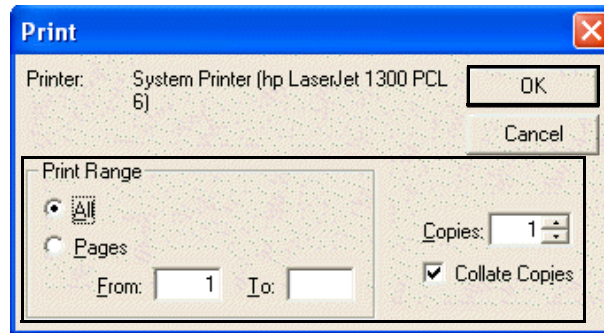 Print
Printer: System Printer (hp LaserJet 1300 PCL
6)
OK
Cancel
Print Range
All
Pages
From: 1 To:
Copies: 1
Collate Copies